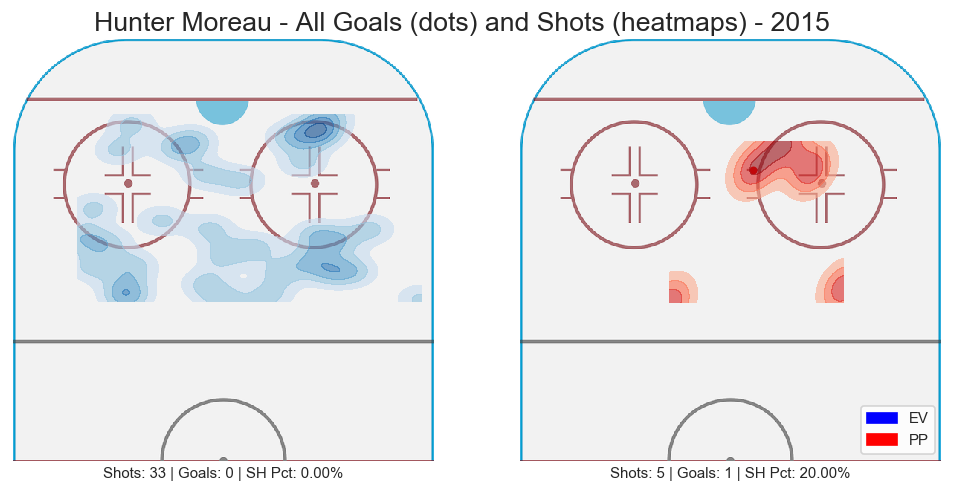 Hunter Moreau - All Goals (dots) and Shots (heatmaps) - 2015
EV
PP
Shots: 33 | Goals: 0 | SH Pct: 0.00%
Shots: 5 | Goals: 1 | SH Pct: 20.00%